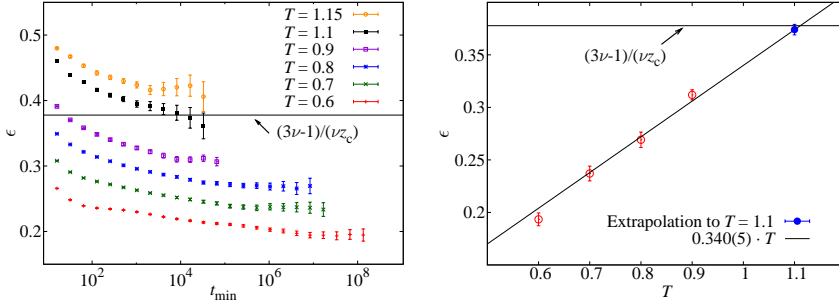 T = 1.15
T = 1.1
T = 0.9
T = 0.8
T = 0.7
T = 0.6
(3ν-1)/(νz_c)
0.5
0.4
0.3
0.2
ϵ
10^2
10^4
10^6
10^8
t_min
(3ν-1)/(νz_c)
0.35
0.3
0.25
0.2
ϵ
Extrapolation to T = 1.1
0.340(5) · T
0.6
0.7
0.8
0.9
1
1.1
T